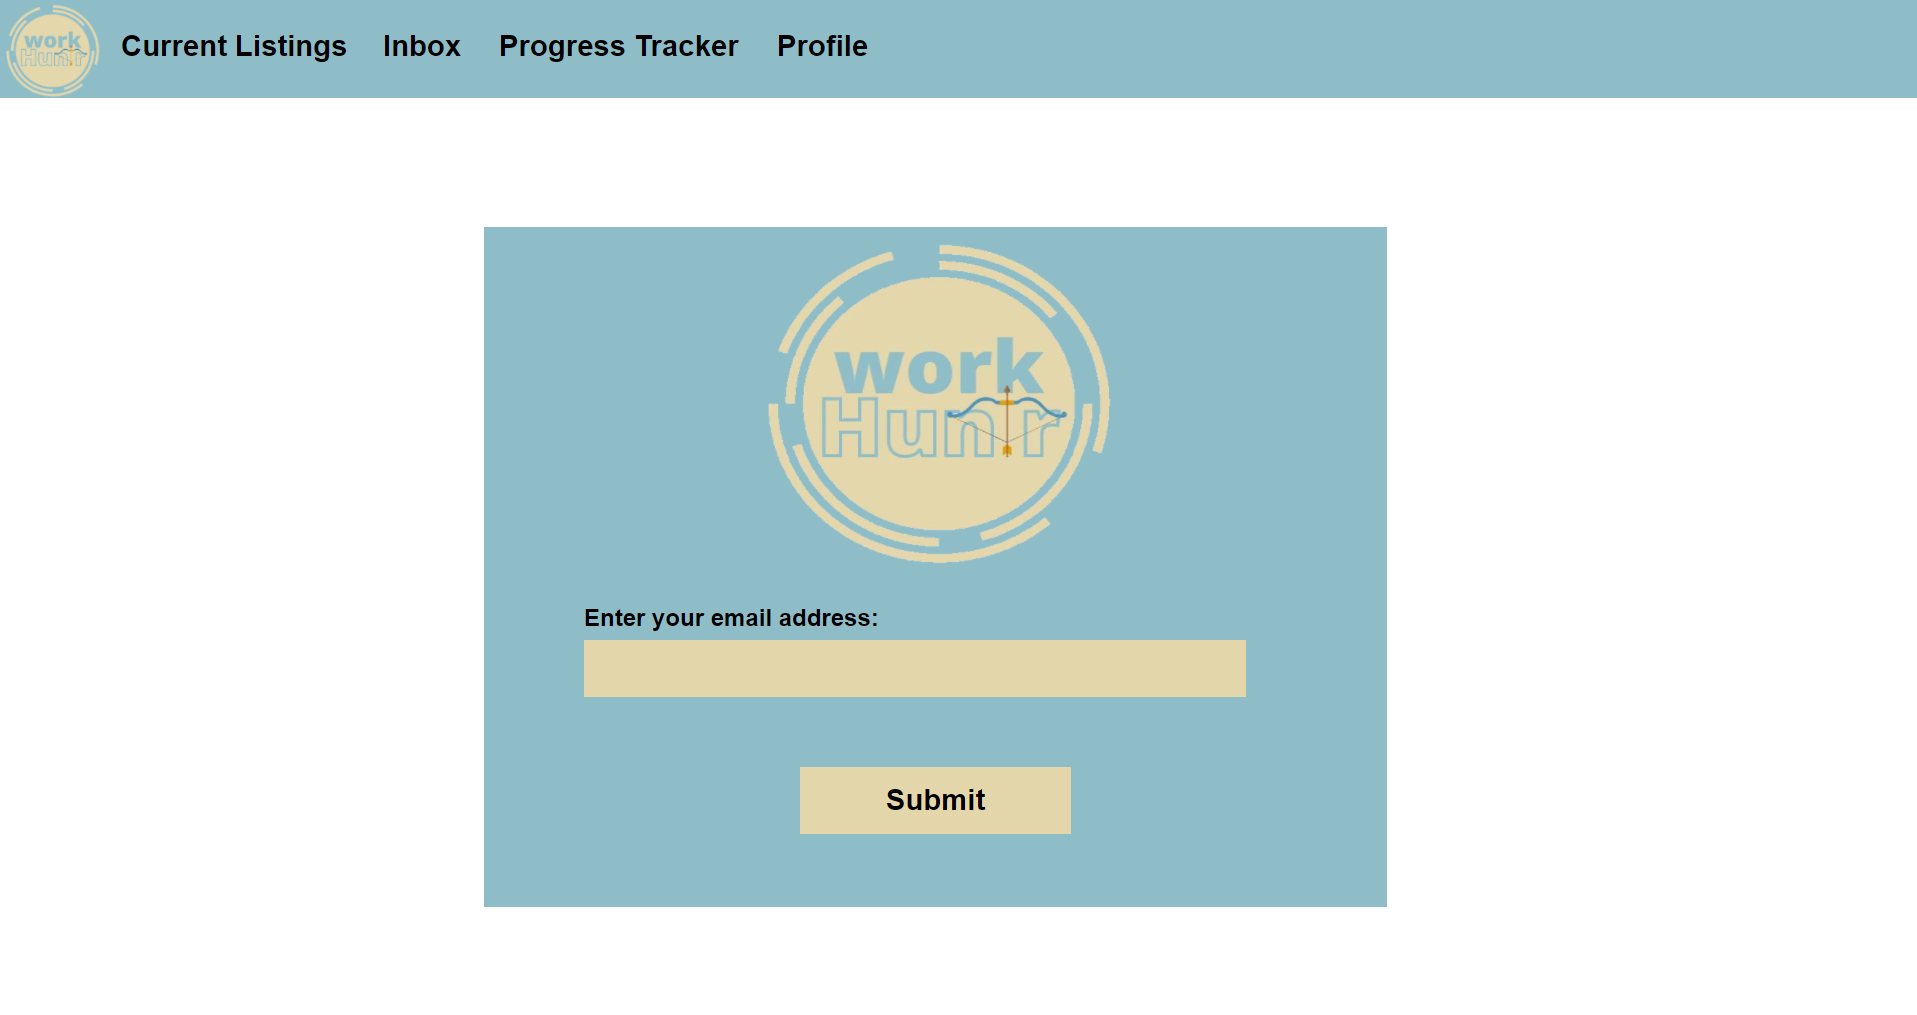 work
Huntr
Current Listings Inbox Progress Tracker Profile
work
Huntr
Enter your email address:
Submit